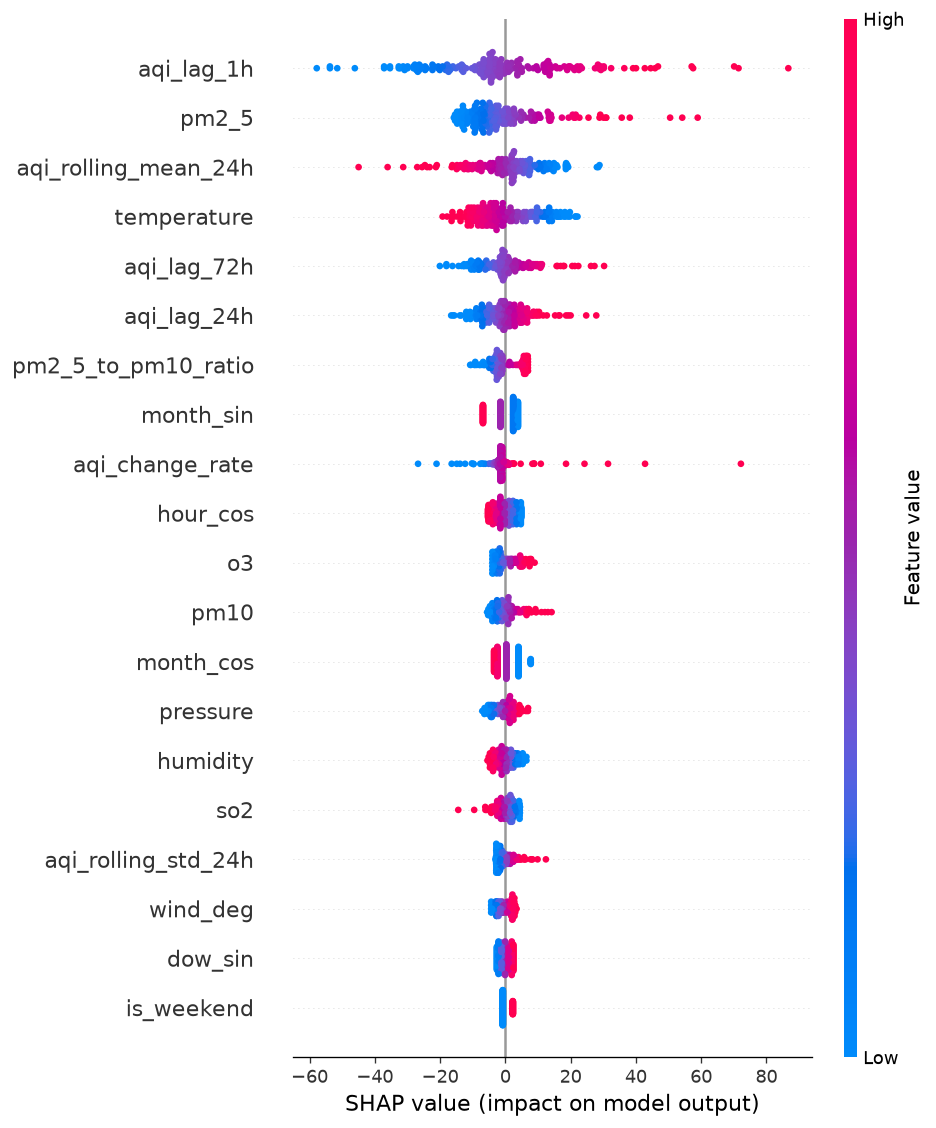 High
aqi_lag_1h
pm2_5
aqi_rolling_mean_24h
temperature
aqi_lag_72h
aqi_lag_24h
pm2_5_to_pm10_ratio
month_sin
aqi_change_rate
hour_cos
o3
pm10
month_cos
pressure
humidity
so2
aqi_rolling_std_24h
wind_deg
dow_sin
is_weekend
Feature value
Low
−60 −40 −20 0 20 40 60 80
SHAP value (impact on model output)